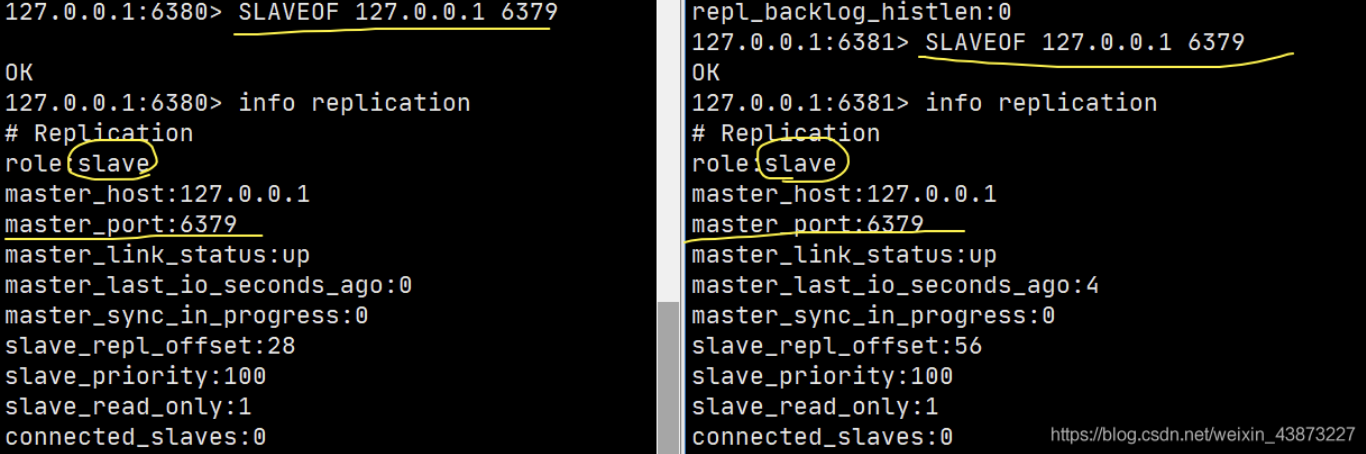 127.0.0.1:6380> SLAVEOF 127.0.0.1 6379
OK
127.0.0.1:6380> info replication
# Replication
role:slave
master_host:127.0.0.1
master_port:6379
master_link_status:up
master_last_io_seconds_ago:0
master_sync_in_progress:0
slave_repl_offset:28
slave_priority:100
slave_read_only:1
connected_slaves:0
repl_backlog_histlen:0
127.0.0.1:6381> SLAVEOF 127.0.0.1 6379
OK
127.0.0.1:6381> info replication
# Replication
role:slave
master_host:127.0.0.1
master_port:6379
master_link_status:up
master_last_io_seconds_ago:4
master_sync_in_progress:0
slave_repl_offset:56
slave_priority:100
slave_read_only:1
connected_slaves:0
https://blog.csdn.net/weixin_43873227